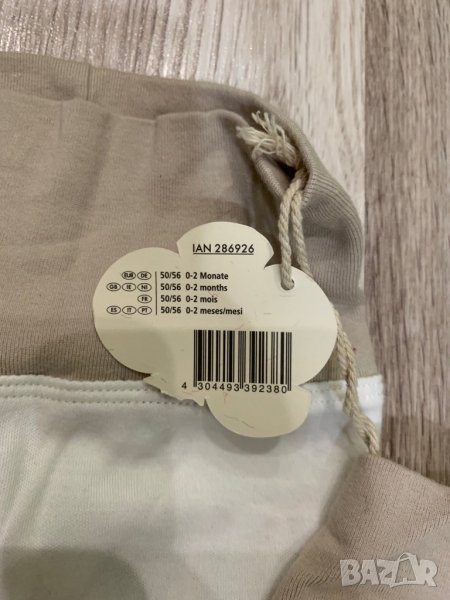 IAN 286926
EUR DE 50/56 0-2 Monate
GB IE NI 50/56 0-2 months
FR 50/56 0-2 mois
ES IT PT 50/56 0-2 meses/mesi
4 304493 392380
BAZAR